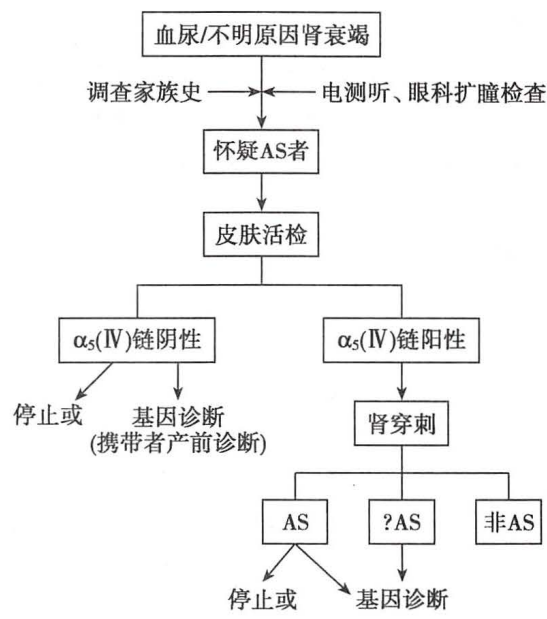 血尿/不明原因肾衰竭
调查家族史
电测听、眼科扩瞳检查
怀疑AS者
皮肤活检
α₅(Ⅳ)链阴性
α₅(Ⅳ)链阳性
停止或
基因诊断
(携带者产前诊断)
肾穿刺
AS
?AS
非AS
停止或
基因诊断